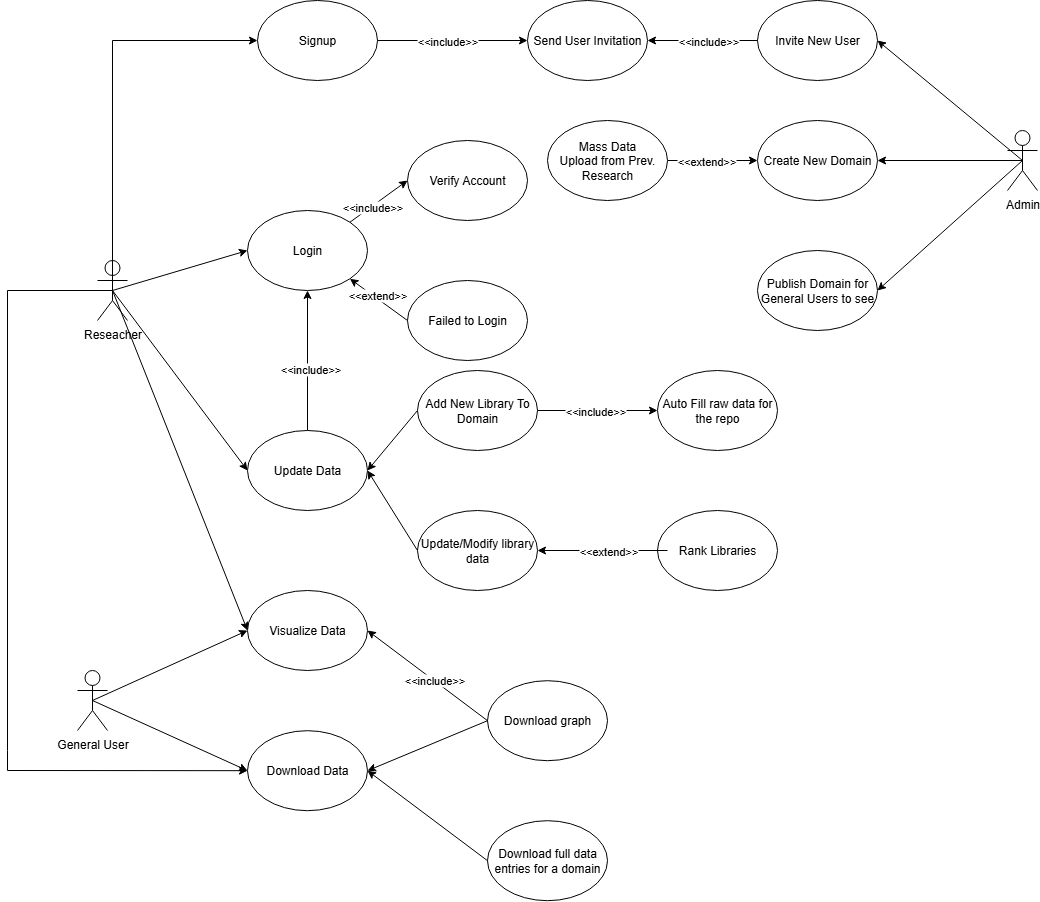 Signup
<<include>>
Send User Invitation
<<include>>
Invite New User
Mass Data
Upload from Prev.
Research
<<extend>>
Create New Domain
Admin
Verify Account
<<include>>
Login
Publish Domain for
General Users to see
<<extend>>
Failed to Login
Reseacher
<<include>>
Add New Library To
Domain
<<include>>
Auto Fill raw data for
the repo
Update Data
Update/Modify library
data
<<extend>>
Rank Libraries
Visualize Data
<<include>>
General User
Download graph
Download Data
Download full data
entries for a domain